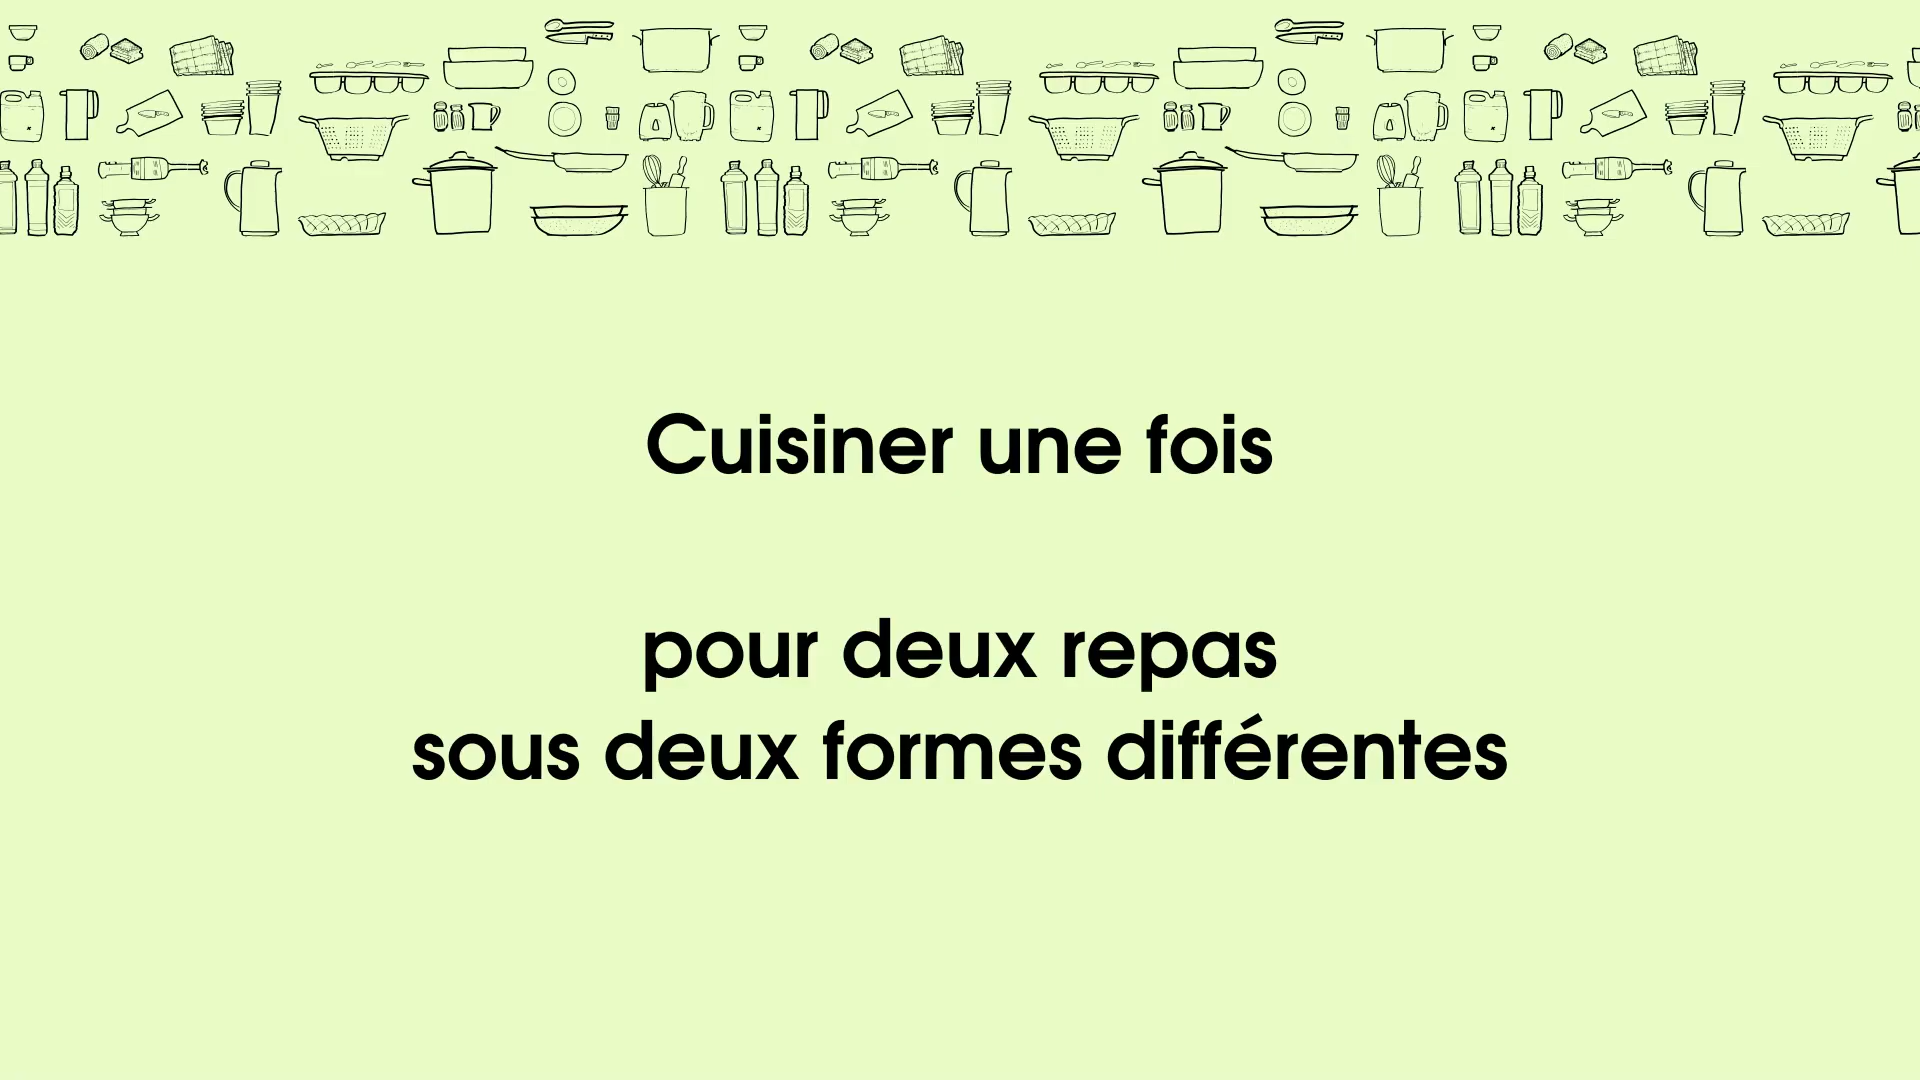 Cuisiner une fois
pour deux repas
sous deux formes différentes